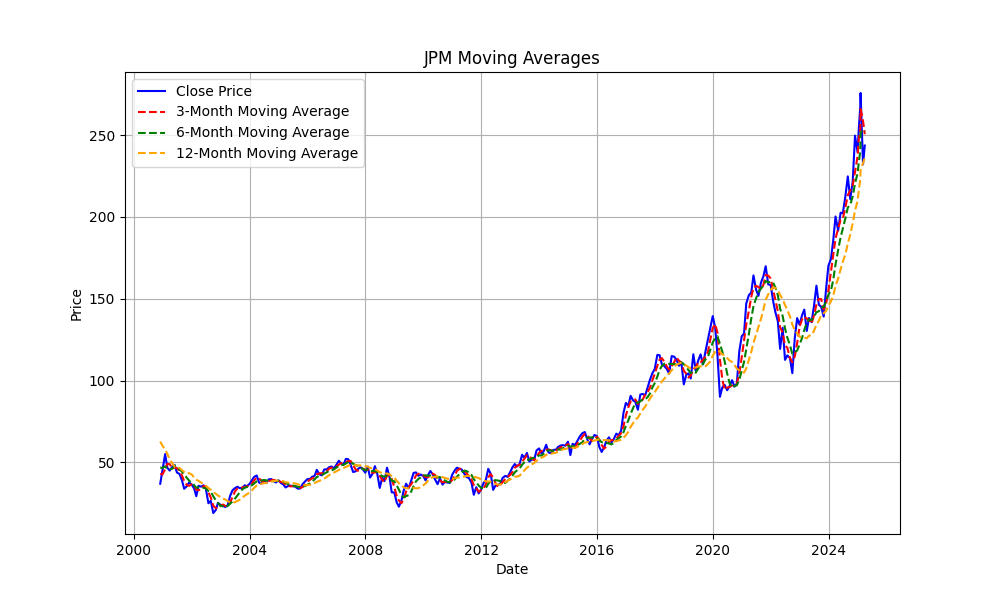 JPM Moving Averages
Close Price
3-Month Moving Average
6-Month Moving Average
12-Month Moving Average
Price
250
200
150
100
50
2000 2004 2008 2012 2016 2020 2024
Date